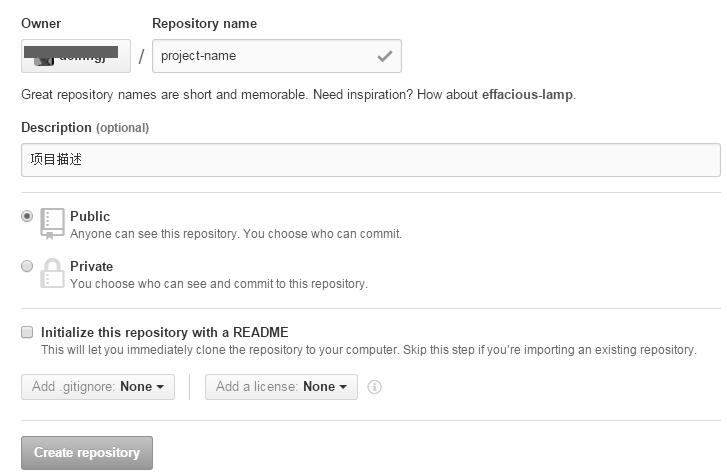 Owner
Repository name
/
project-name
Great repository names are short and memorable. Need inspiration? How about effacious-lamp.
Description (optional)
项目描述
Public
Anyone can see this repository. You choose who can commit.
Private
You choose who can see and commit to this repository.
Initialize this repository with a README
This will let you immediately clone the repository to your computer. Skip this step if you’re importing an existing repository.
Add .gitignore: None
Add a license: None
Create repository